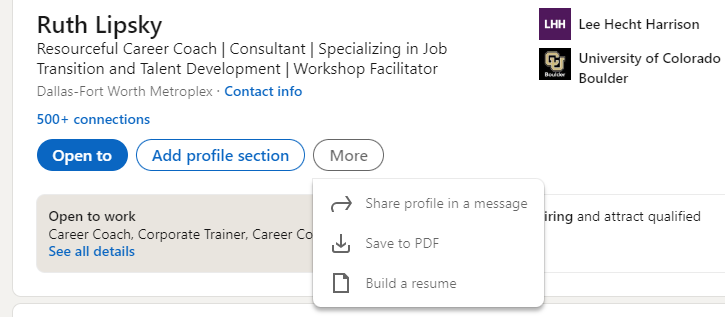 Ruth Lipsky
Resourceful Career Coach | Consultant | Specializing in Job
Transition and Talent Development | Workshop Facilitator
Dallas-Fort Worth Metroplex · Contact info
500+ connections
Open to
Add profile section
More
LHH
Lee Hecht Harrison
CU
Boulder
University of Colorado
Boulder
Open to work
Career Coach, Corporate Trainer, Career Co
See all details
Share profile in a message
Save to PDF
Build a resume
iring and attract qualified